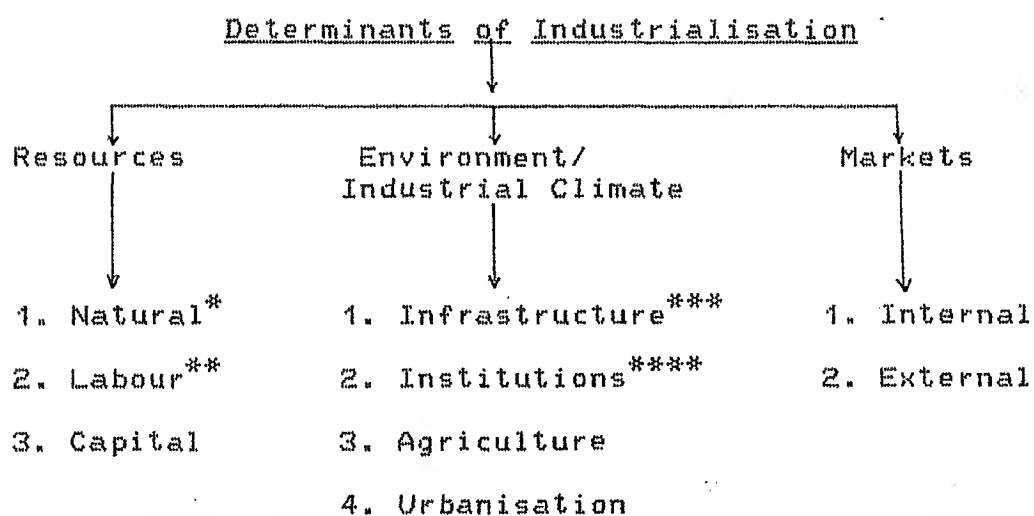 Determinants of Industrialisation
Resources Environment/ Markets
Industrial Climate
1. Natural* 1. Infrastructure*** 1. Internal
2. Labour** 2. Institutions**** 2. External
3. Capital 3. Agriculture
4. Urbanisation